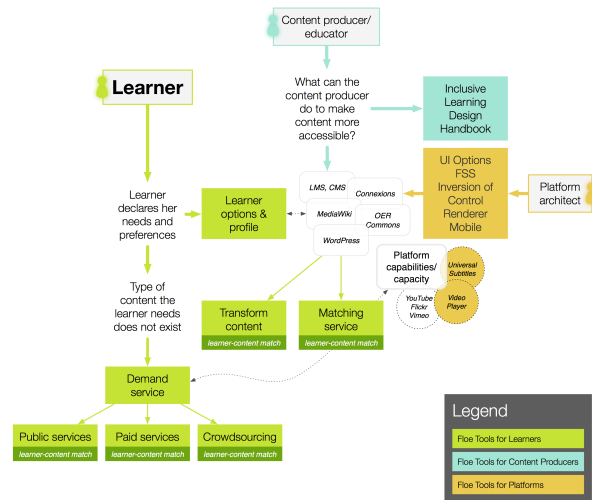 Content producer/
educator
Learner
What can the
content producer
do to make
content more
accessible?
Inclusive
Learning
Design
Handbook
UI Options
FSS
Inversion of
Control
Renderer
Mobile
Platform
architect
Learner
declares her
needs and
preferences
Learner
options &
profile
LMS, CMS
Connexions
MediaWiki
OER
Commons
WordPress
Platform
capabilities/
capacity
Universal
Subtitles
YouTube
Flickr
Vimeo
Video
Player
Type of
content the
learner needs
does not exist
Transform
content
learner-content match
Matching
service
learner-content match
Demand
service
Public services
learner-content match
Paid services
learner-content match
Crowdsourcing
learner-content match
Legend
Floe Tools for Learners
Floe Tools for Content Producers
Floe Tools for Platforms